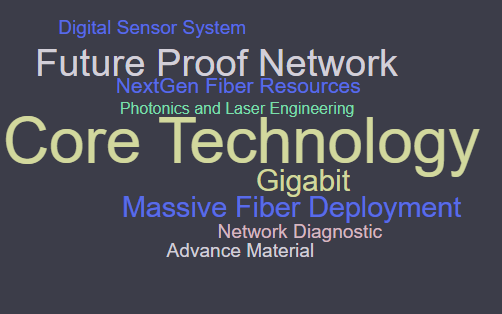 Digital Sensor System
Future Proof Network
NextGen Fiber Resources
Photonics and Laser Engineering
Core Technology
Gigabit
Massive Fiber Deployment
Network Diagnostic
Advance Material